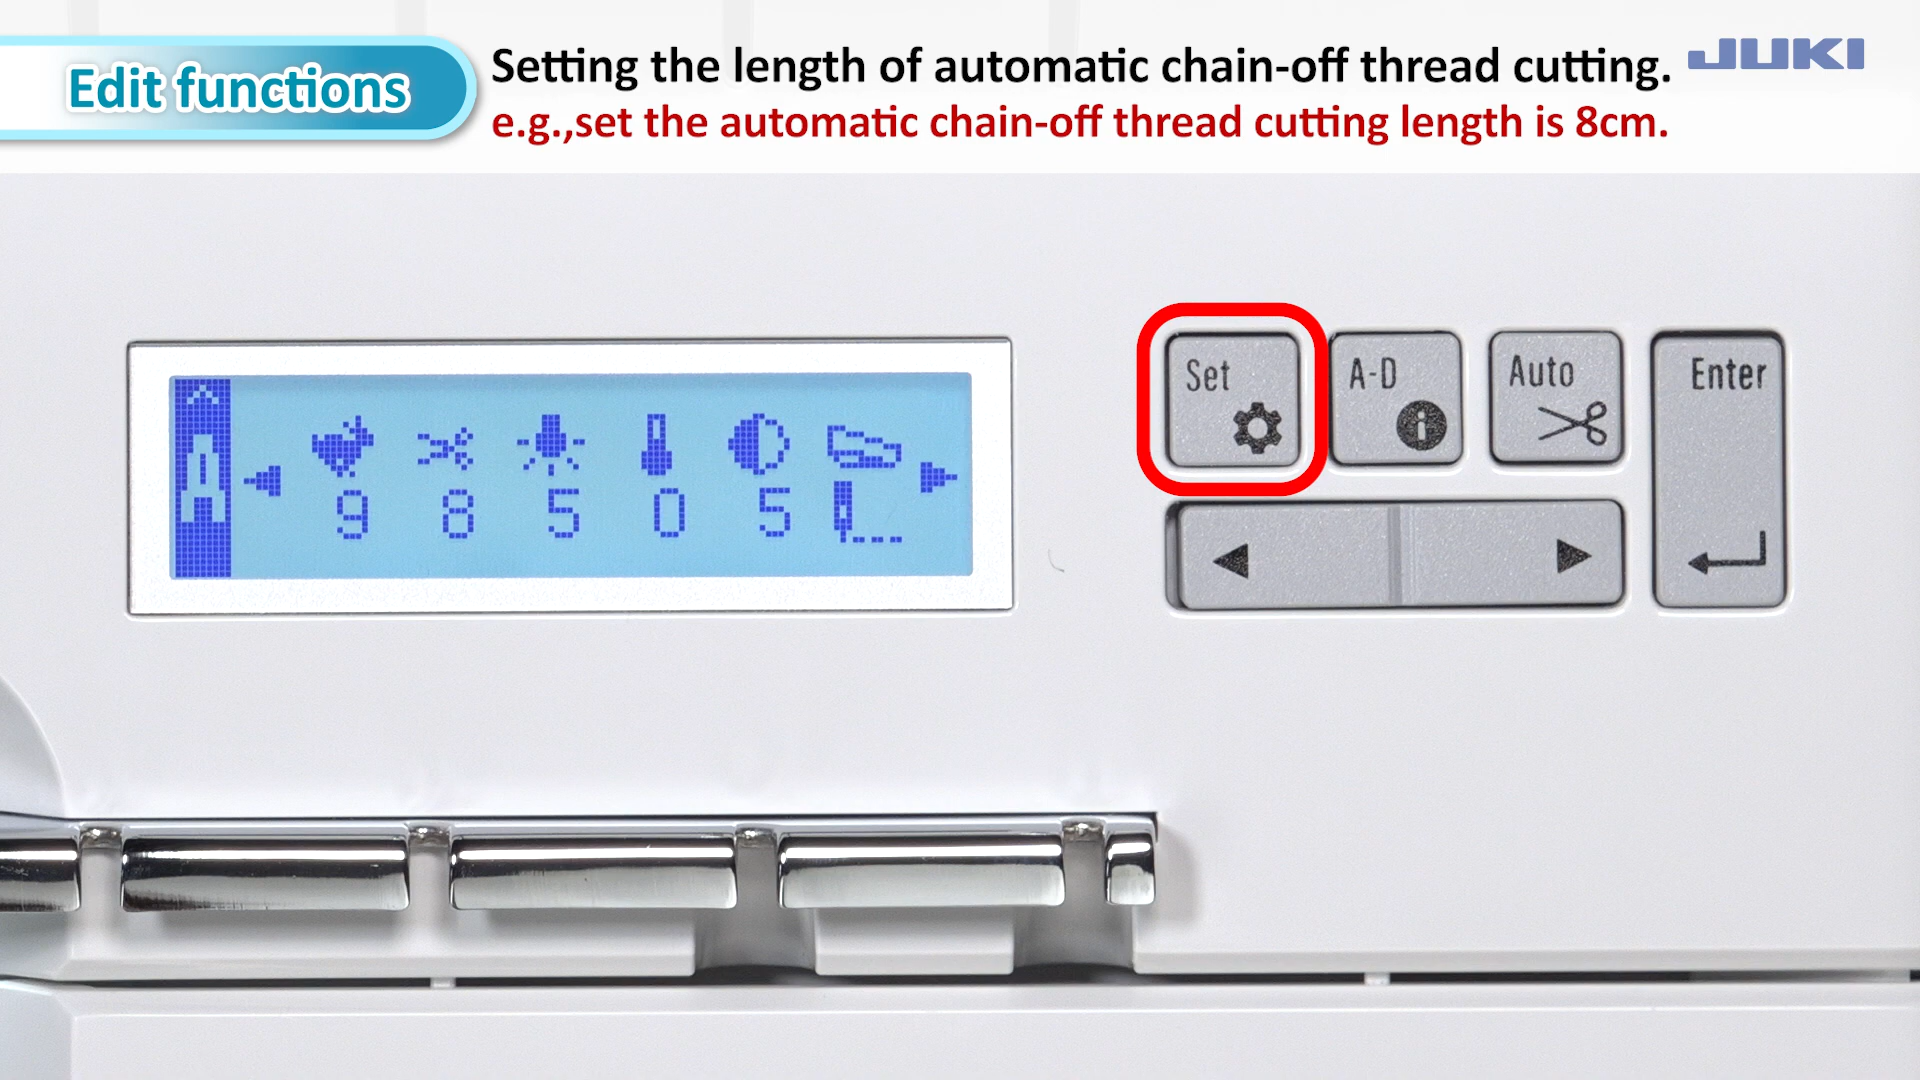 Edit functions
Setting the length of automatic chain-off thread cutting.
e.g.,set the automatic chain-off thread cutting length is 8cm.
JUKI
Set
A-D
Auto
Enter
9 8 5 0 5